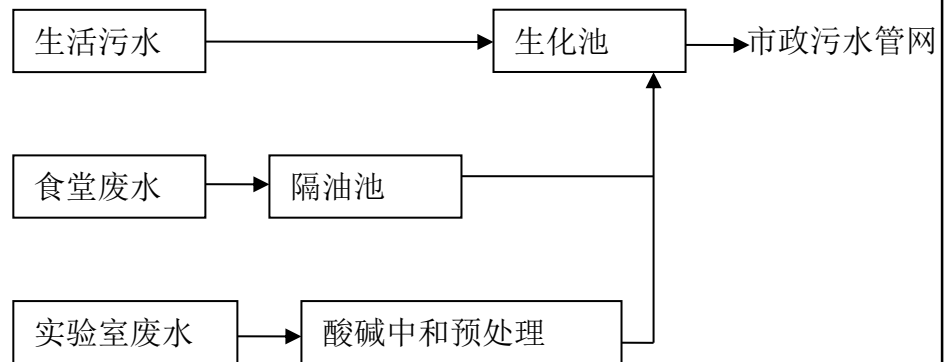 生活污水
生化池
市政污水管网
食堂废水
隔油池
实验室废水
酸碱中和预处理